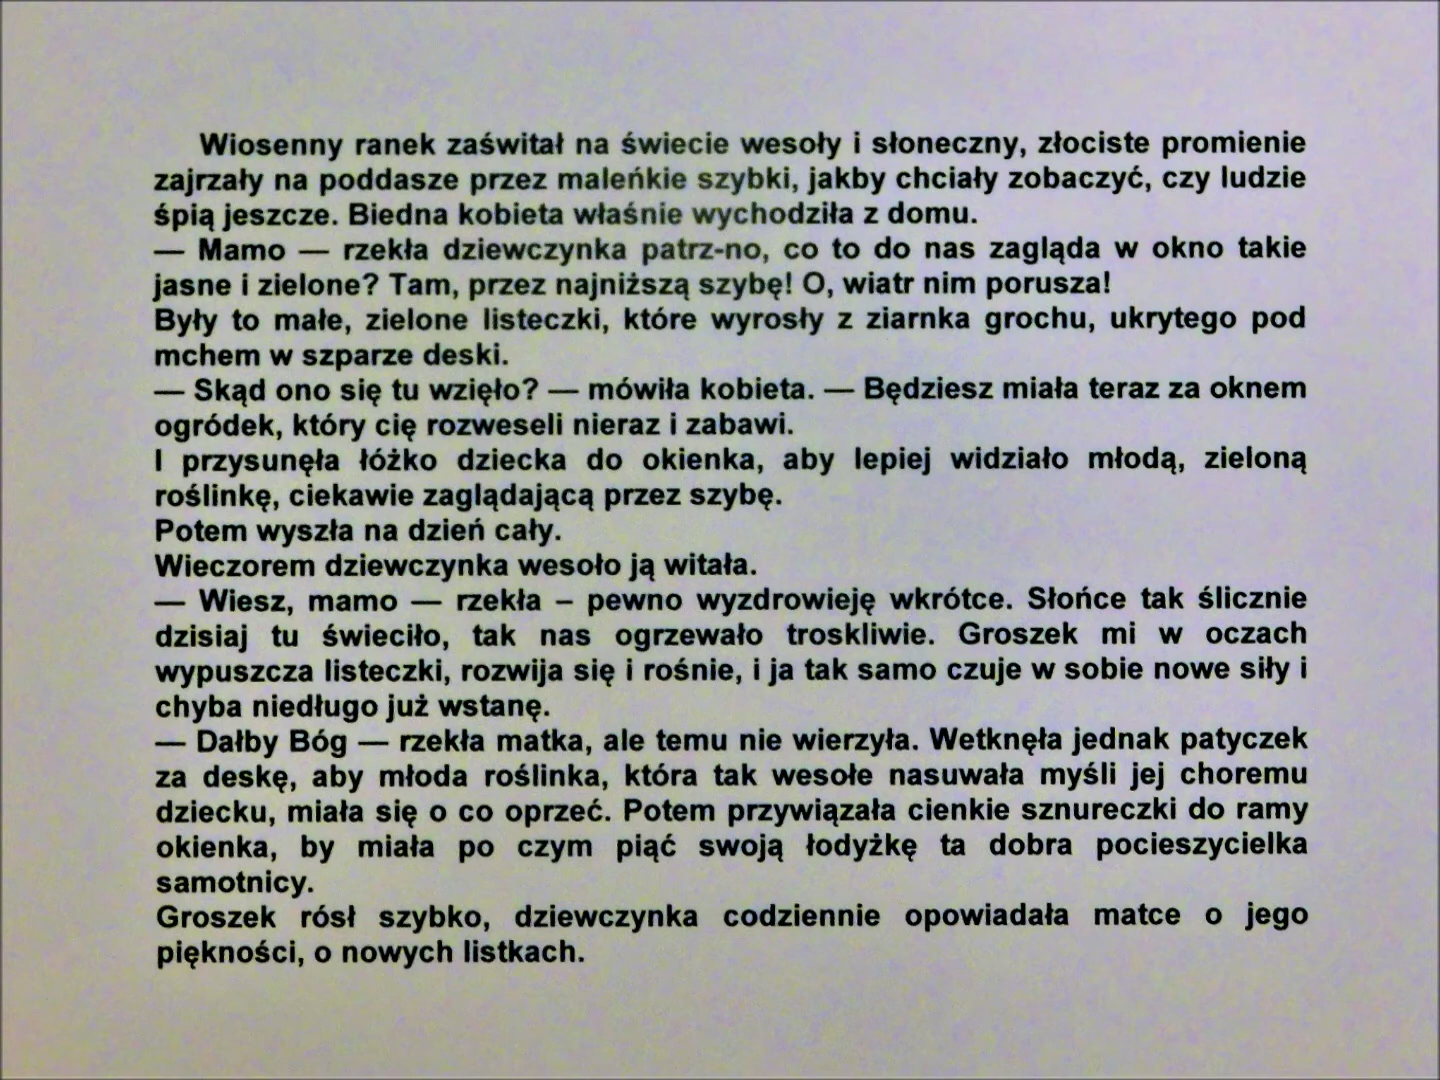 Wiosenny ranek zaświtał na świecie wesoły i słoneczny, złociste promienie
zajrzały na poddasze przez maleńkie szybki, jakby chciały zobaczyć, czy ludzie
śpią jeszcze. Biedna kobieta właśnie wychodziła z domu.
— Mamo — rzekła dziewczynka patrz-no, co to do nas zagląda w okno takie
jasne i zielone? Tam, przez najniższą szybę! O, wiatr nim porusza!
Były to małe, zielone listeczki, które wyrosły z ziarnka grochu, ukrytego pod
mchem w szparze deski.
— Skąd ono się tu wzięło? — mówiła kobieta. — Będziesz miała teraz za oknem
ogródek, który cię rozweseli nieraz i zabawi.
I przysunęła łóżko dziecka do okienka, aby lepiej widziało młodą, zieloną
roślinkę, ciekawie zaglądającą przez szybę.
Potem wyszła na dzień cały.
Wieczorem dziewczynka wesoło ją witała.
— Wiesz, mamo — rzekła – pewno wyzdrowieję wkrótce. Słońce tak ślicznie
dzisiaj tu świeciło, tak nas ogrzewało troskliwie. Groszek mi w oczach
wypuszcza listeczki, rozwija się i rośnie, i ja tak samo czuje w sobie nowe siły i
chyba niedługo już wstanę.
— Dałby Bóg — rzekła matka, ale temu nie wierzyła. Wetknęła jednak patyczek
za deskę, aby młoda roślinka, która tak wesołe nasuwała myśli jej choremu
dziecku, miała się o co oprzeć. Potem przywiązała cienkie sznureczki do ramy
okienka, by miała po czym piąć swoją łodyżkę ta dobra pocieszycielka
samotnicy.
Groszek rósł szybko, dziewczynka codziennie opowiadała matce o jego
piękności, o nowych listkach.